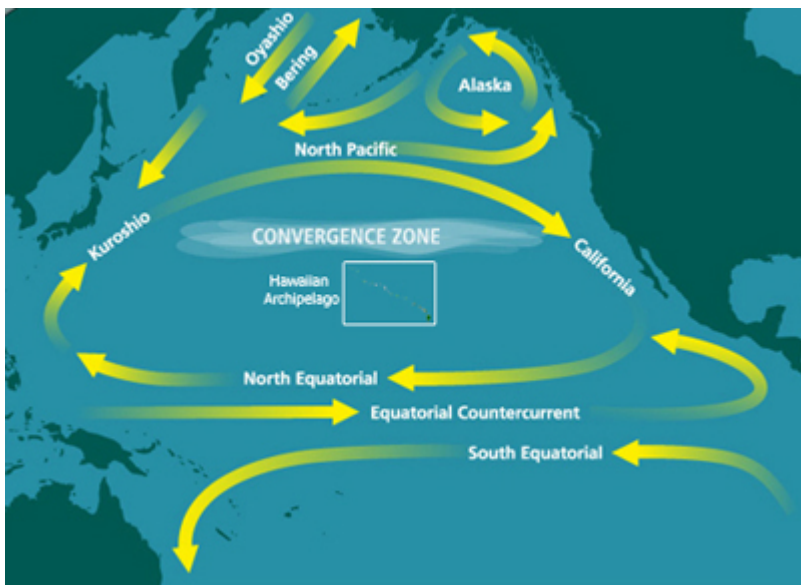 Oyashio
Bering
Alaska
North Pacific
Kuroshio
CONVERGENCE ZONE
California
Hawaiian
Archipelago
North Equatorial
Equatorial Countercurrent
South Equatorial